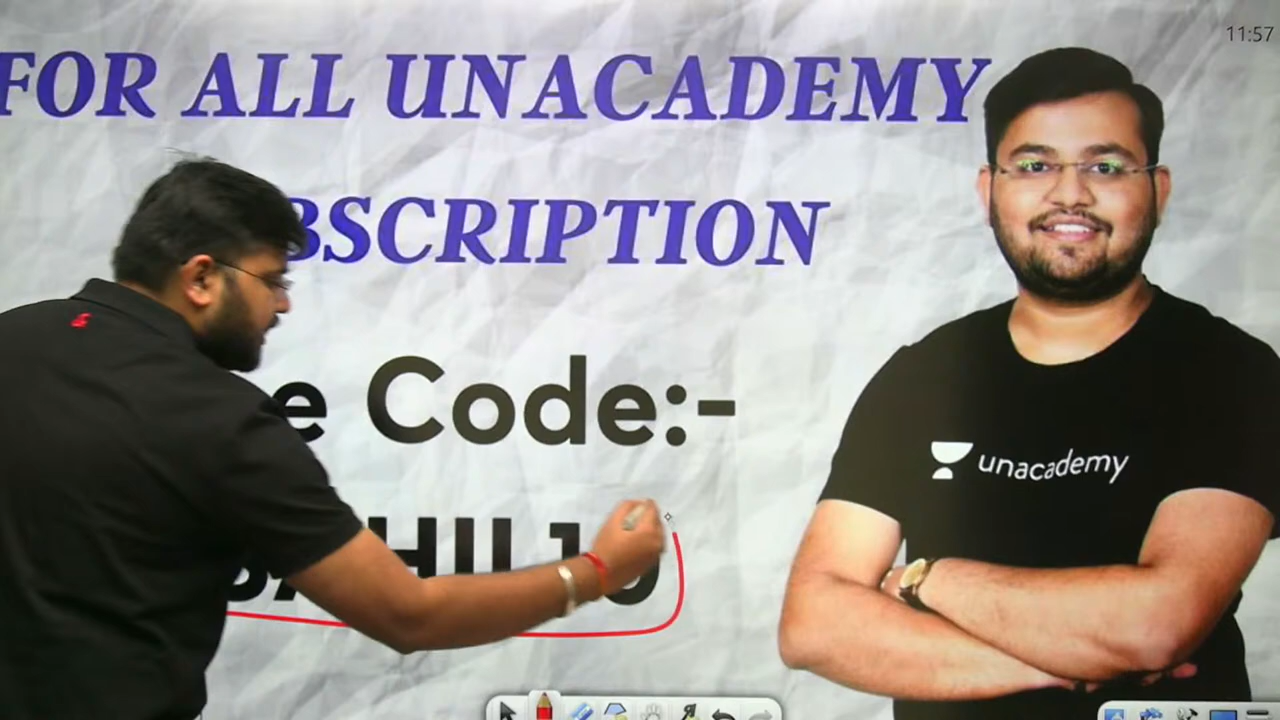 11:57
FOR ALL UNACADEMY
BSCRIPTION
e Code:-
unacademy